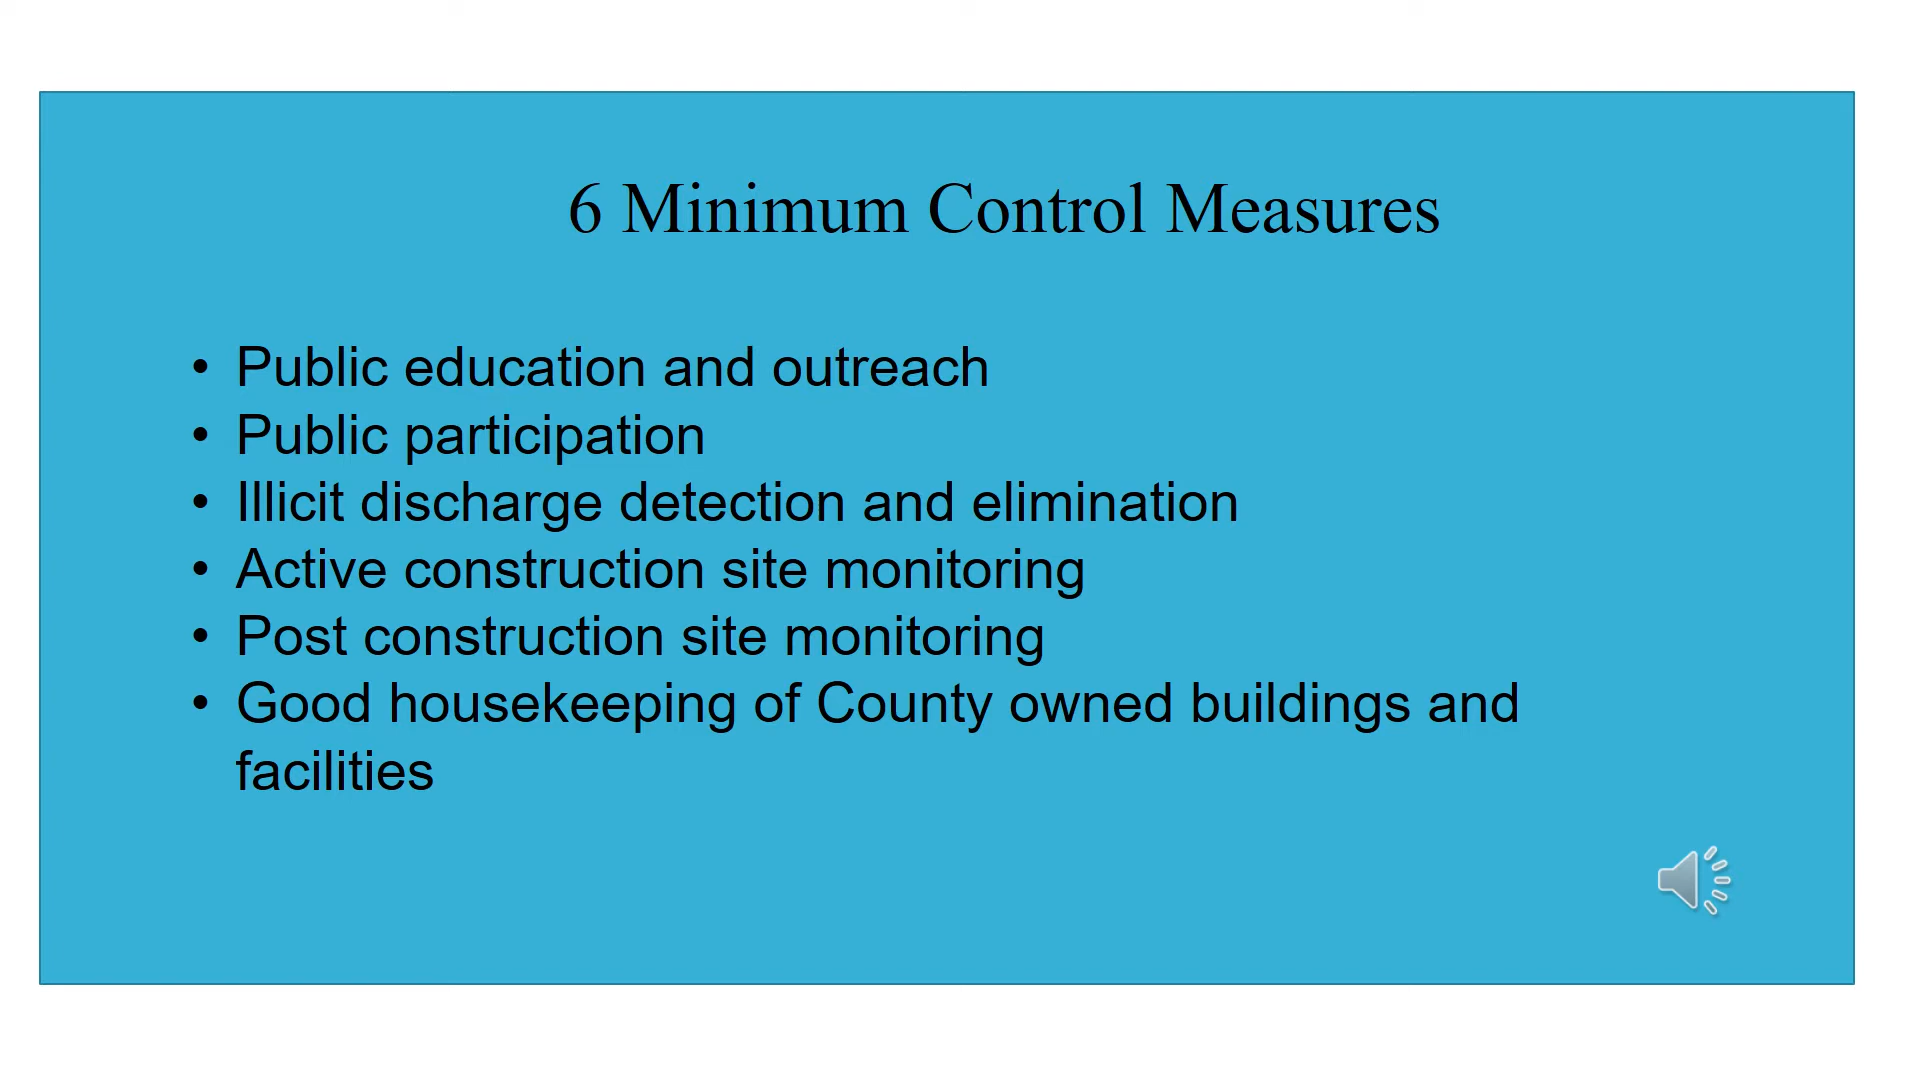 6 Minimum Control Measures
• Public education and outreach
• Public participation
• Illicit discharge detection and elimination
• Active construction site monitoring
• Post construction site monitoring
• Good housekeeping of County owned buildings and
facilities